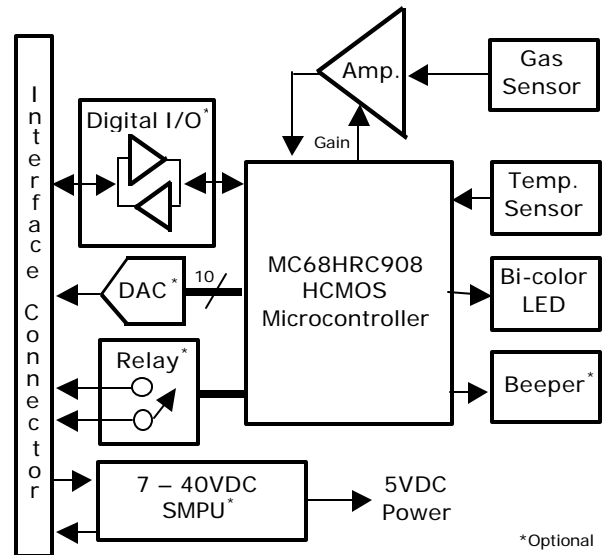 Interface Connector
Digital I/O*
Amp.
Gas
Sensor
Gain
Temp.
Sensor
MC68HRC908
HCMOS
Microcontroller
DAC*
10
Bi-color
LED
Relay*
Beeper*
7 – 40VDC
SMPU*
5VDC
Power
*Optional